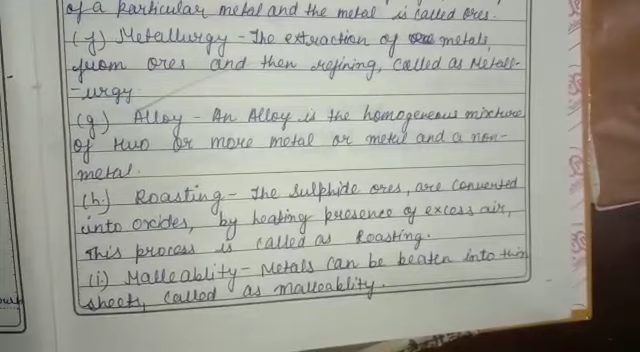 of a particular metal and the metal is called ores.
(f) Metallurgy - The extraction of metals
from ores and then refining, called as Metall-
-urgy.
(g) Alloy - An Alloy is the homogeneous mixture
of two or more metal or metal and a non-
metal.
(h) Roasting - The Sulphide ores, are converted
into oxides, by heating presence of excess air,
This process is called as Roasting.
(i) Malleablity - Metals can be beaten into thin
sheets, called as malleablity.